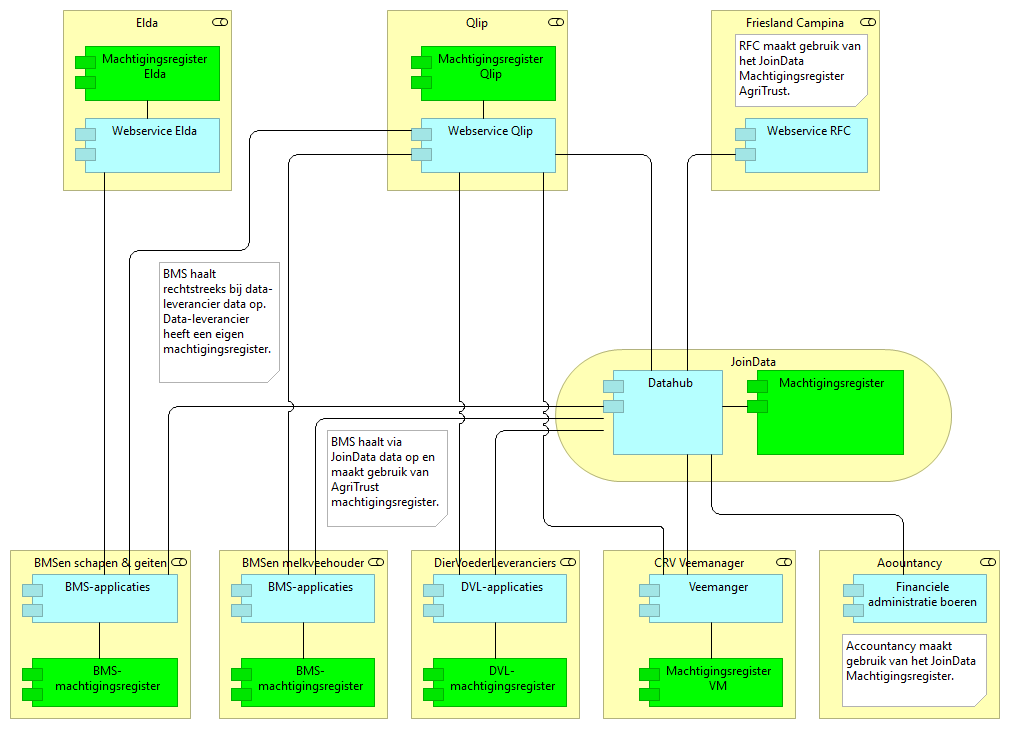 Elda
Machtigingsregister
Elda
Webservice Elda
Qlip
Machtigingsregister
Qlip
Webservice Qlip
Friesland Campina
RFC maakt gebruik van
het JoinData
Machtigingsregister
AgriTrust.
Webservice RFC
BMS haalt
rechtstreeks bij data-
leverancier data op.
Data-leverancier
heeft een eigen
machtigingsregister.
JoinData
Datahub
Machtigingsregister
BMS haalt via
JoinData data op en
maakt gebruik van
AgriTrust
machtigingsregister.
BMSen schapen & geiten
BMS-applicaties
BMS-
machtigingsregister
BMSen melkveehouder
BMS-applicaties
BMS-
machtigingsregister
DierVoederLeveranciers
DVL-applicaties
DVL-
machtigingsregister
CRV Veemanager
Veemanger
Machtigingsregister
VM
Aoountancy
Financiele
administratie boeren
Accountancy maakt
gebruik van het JoinData
Machtigingsregister.